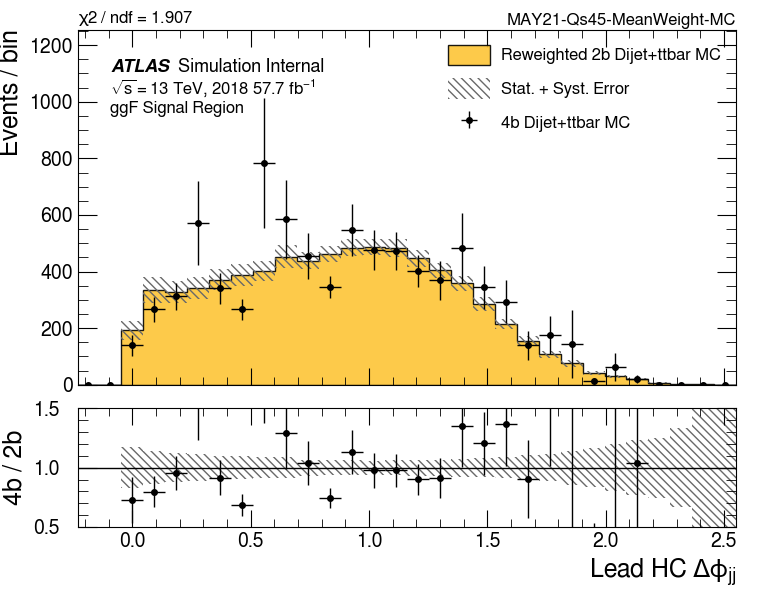 χ2 / ndf = 1.907
MAY21-Qs45-MeanWeight-MC
Events / bin
1200
1000
800
600
400
200
0
ATLAS Simulation Internal
√s = 13 TeV, 2018 57.7 fb⁻¹
ggF Signal Region
Reweighted 2b Dijet+ttbar MC
Stat. + Syst. Error
4b Dijet+ttbar MC
4b / 2b
1.5
1.0
0.5
0.0 0.5 1.0 1.5 2.0 2.5
Lead HC Δϕjj